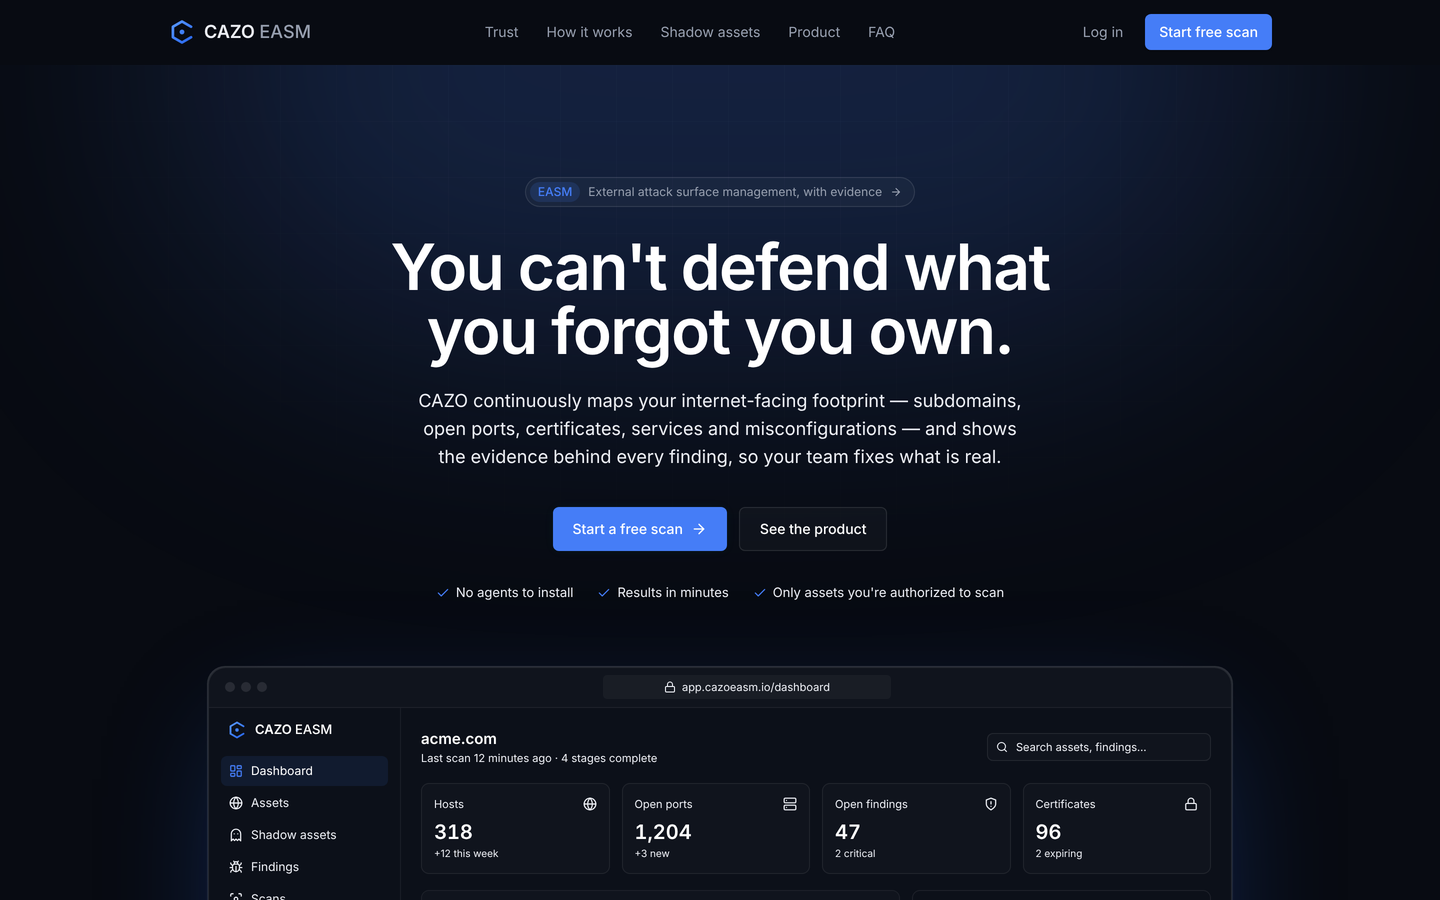 CAZO EASM
Trust How it works Shadow assets Product FAQ
Log in Start free scan
EASM External attack surface management, with evidence →
You can't defend what
you forgot you own.
CAZO continuously maps your internet-facing footprint — subdomains,
open ports, certificates, services and misconfigurations — and shows
the evidence behind every finding, so your team fixes what is real.
Start a free scan → See the product
No agents to install Results in minutes Only assets you're authorized to scan
app.cazoeasm.io/dashboard
CAZO EASM
Dashboard
Assets
Shadow assets
Findings
Scans
acme.com
Last scan 12 minutes ago · 4 stages complete
Search assets, findings...
Hosts
318
+12 this week
Open ports
1,204
+3 new
Open findings
47
2 critical
Certificates
96
2 expiring